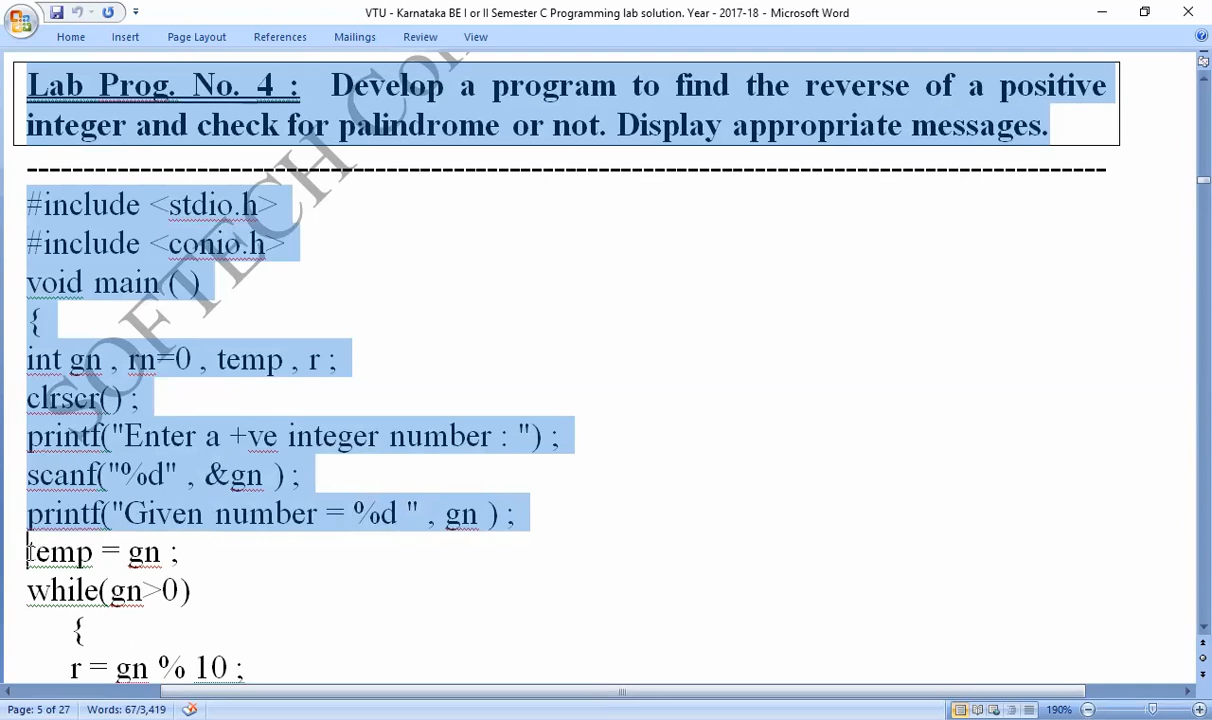 VTU - Karnataka BE I or II Semester C Programming lab solution. Year - 2017-18 - Microsoft Word
Home Insert Page Layout References Mailings Review View
Lab Prog. No. 4 : Develop a program to find the reverse of a positive
integer and check for palindrome or not. Display appropriate messages.
--------------------------------------------------------------------------------
#include <stdio.h>
#include <conio.h>
void main ( )
{
int gn , rn=0 , temp , r ;
clrscr() ;
printf("Enter a +ve integer number : ") ;
scanf("%d" , &gn ) ;
printf("Given number = %d " , gn ) ;
temp = gn ;
while(gn>0)
{
r = gn % 10 ;
SOFTECH Com
Page: 5 of 27 Words: 67/3,419 190%